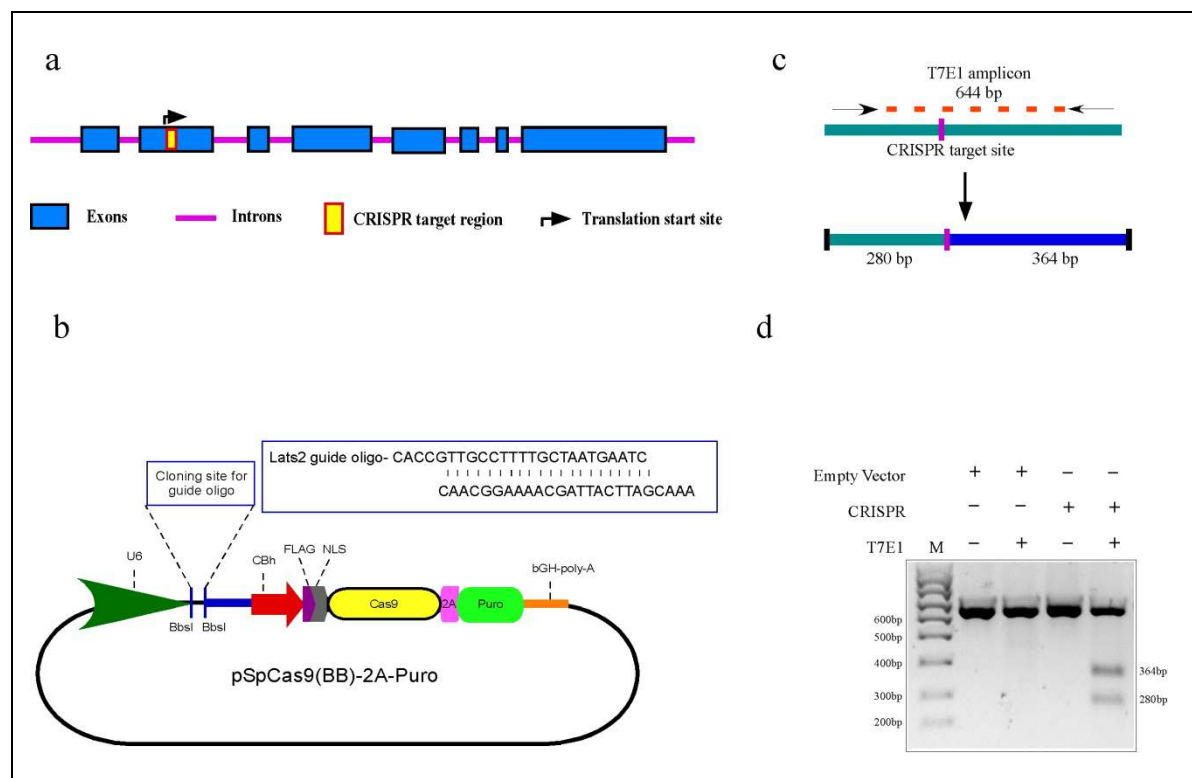 a
Exons
Introns
CRISPR target region
Translation start site
b
Cloning site for
guide oligo
Lats2 guide oligo- CACCGTTGCCTTTTGCTAATGAATC
CAACGGAAAACGATTACTTAGCAAA
U6
BbsI
BbsI
CBh
FLAG
NLS
Cas9
2A
Puro
bGH-poly-A
pSpCas9(BB)-2A-Puro
c
T7E1 amplicon
644 bp
CRISPR target site
280 bp
364 bp
d
Empty Vector + + – –
CRISPR – – + +
T7E1 M – + – +
600bp
500bp
400bp
300bp
200bp
364bp
280bp